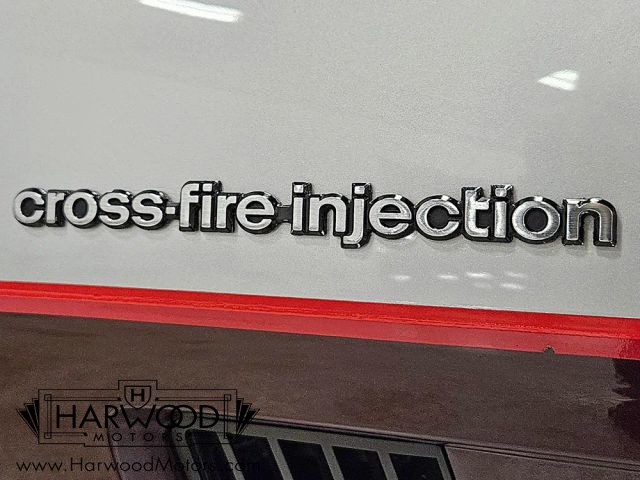 cross-fire injection
H
HARWOOD
MOTORS
www.HarwoodMotors.com